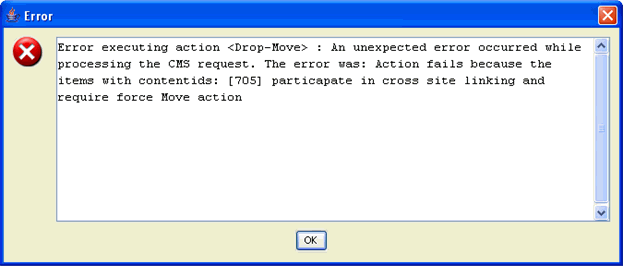 Error
Error executing action <Drop-Move> : An unexpected error occurred while
processing the CMS request. The error was: Action fails because the
items with contentids: [705] particapate in cross site linking and
require force Move action
OK